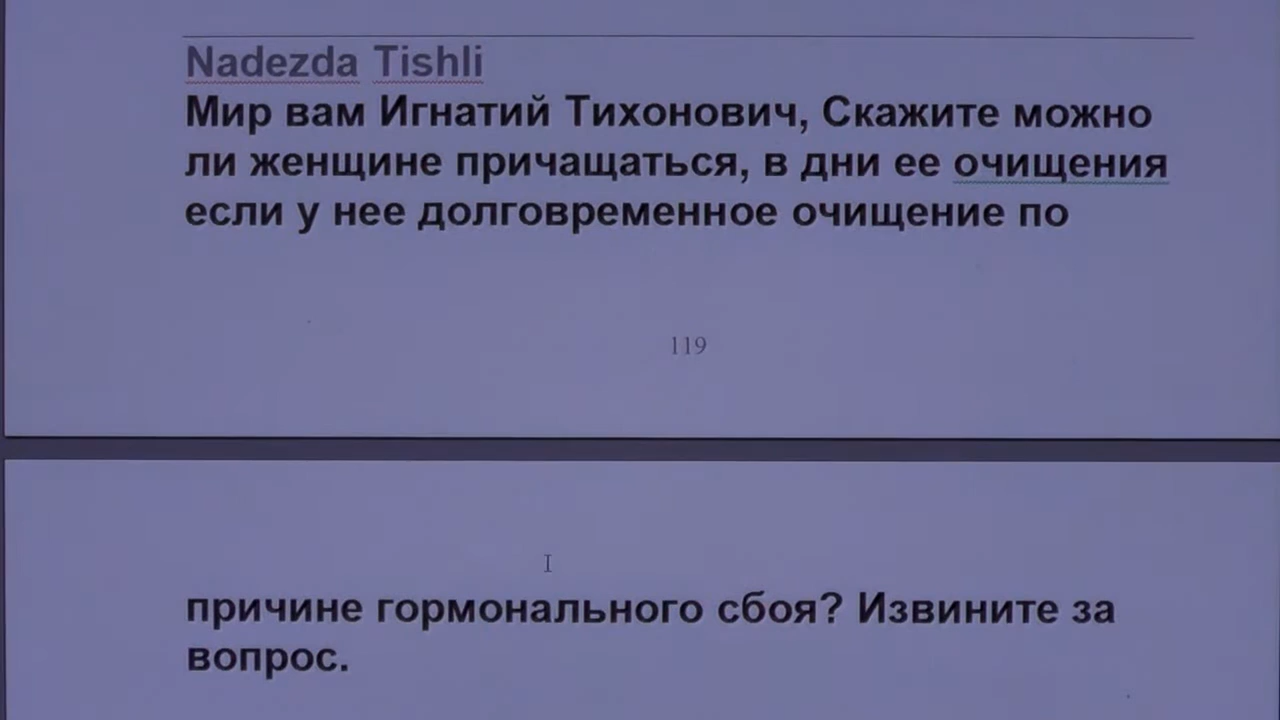 Nadezda Tishli
Мир вам Игнатий Тихонович, Скажите можно
ли женщине причащаться, в дни ее очищения
если у нее долговременное очищение по
119
причине гормонального сбоя? Извините за
вопрос.